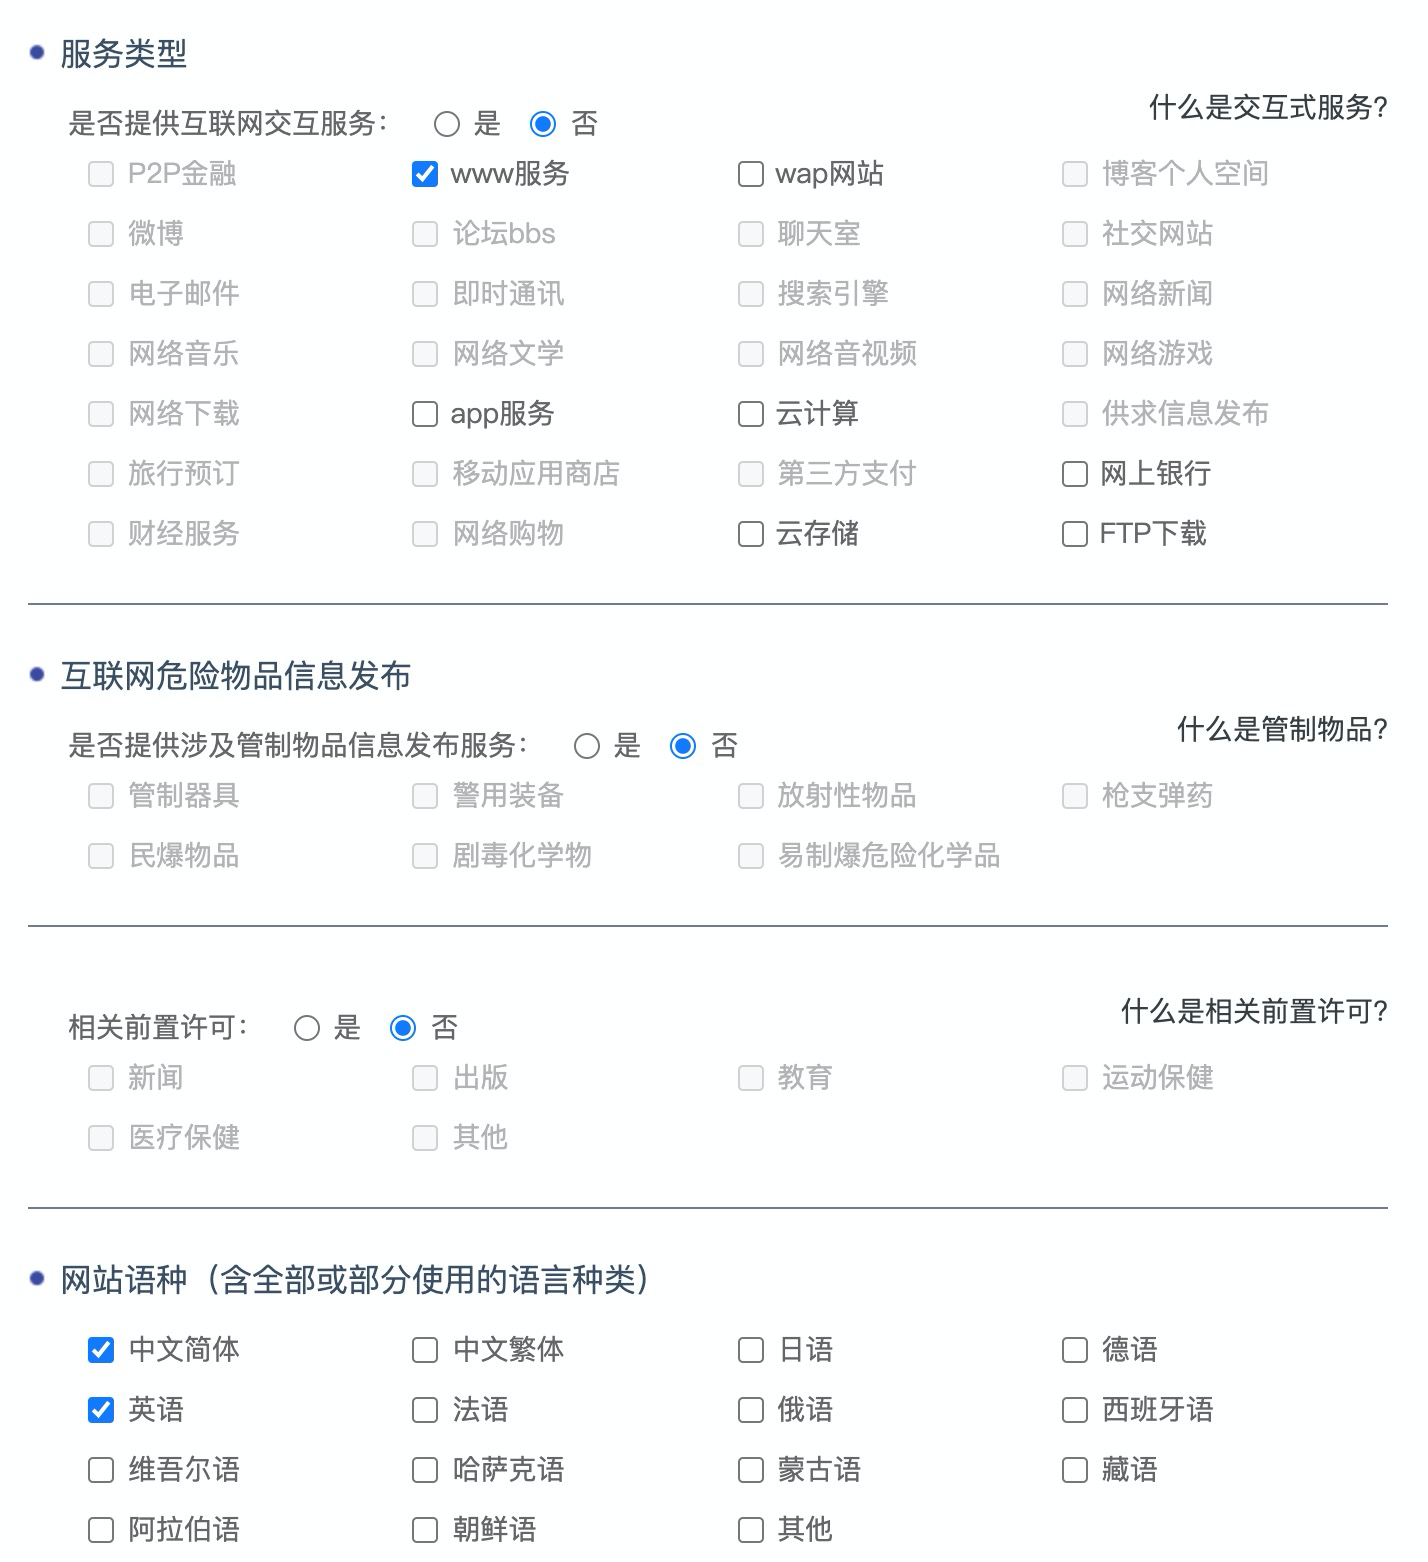 服务类型
什么是交互式服务?
是否提供互联网交互服务： 是 否
P2P金融 www服务 wap网站 博客个人空间
微博 论坛bbs 聊天室 社交网站
电子邮件 即时通讯 搜索引擎 网络新闻
网络音乐 网络文学 网络音视频 网络游戏
网络下载 app服务 云计算 供求信息发布
旅行预订 移动应用商店 第三方支付 网上银行
财经服务 网络购物 云存储 FTP下载
互联网危险物品信息发布
什么是管制物品?
是否提供涉及管制物品信息发布服务： 是 否
管制器具 警用装备 放射性物品 枪支弹药
民爆物品 剧毒化学物 易制爆危险化学品
什么是相关前置许可?
相关前置许可： 是 否
新闻 出版 教育 运动保健
医疗保健 其他
网站语种（含全部或部分使用的语言种类）
中文简体 中文繁体 日语 德语
英语 法语 俄语 西班牙语
维吾尔语 哈萨克语 蒙古语 藏语
阿拉伯语 朝鲜语 其他